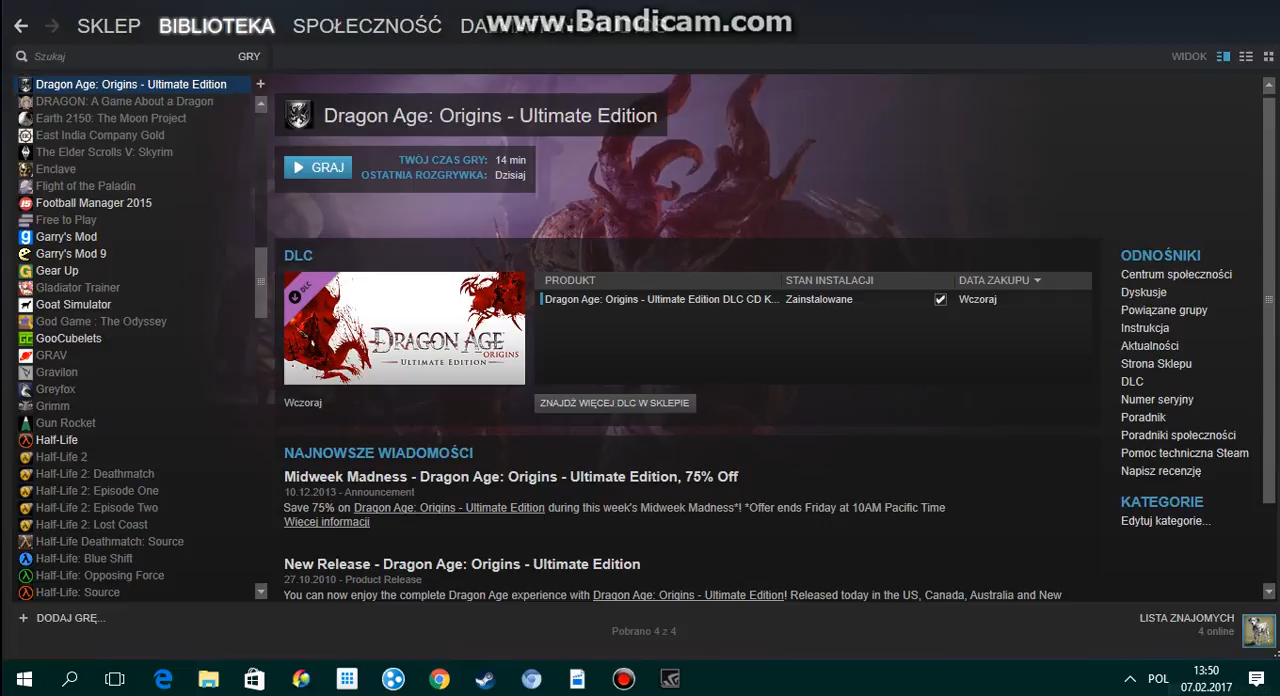 SKLEP BIBLIOTEKA SPOŁECZNOŚĆ
www.Bandicam.com
Szukaj GRY WIDOK
Dragon Age: Origins - Ultimate Edition
DRAGON: A Game About a Dragon
Earth 2150: The Moon Project
East India Company Gold
The Elder Scrolls V: Skyrim
Enclave
Flight of the Paladin
Football Manager 2015
Free to Play
Garry's Mod
Garry's Mod 9
Gear Up
Gladiator Trainer
Goat Simulator
God Game : The Odyssey
GooCubelets
GRAV
Gravilon
Greyfox
Grimm
Gun Rocket
Half-Life
Half-Life 2
Half-Life 2: Deathmatch
Half-Life 2: Episode One
Half-Life 2: Episode Two
Half-Life 2: Lost Coast
Half-Life Deathmatch: Source
Half-Life: Blue Shift
Half-Life: Opposing Force
Half-Life: Source
+ DODAJ GRĘ...
Dragon Age: Origins - Ultimate Edition
GRAJ
TWÓJ CZAS GRY: 14 min
OSTATNIA ROZGRYWKA: Dzisiaj
DLC
DLC
DRAGON AGE
ORIGINS
ULTIMATE EDITION
Wczoraj
PRODUKT STAN INSTALACJI DATA ZAKUPU
Dragon Age: Origins - Ultimate Edition DLC CD K... Zainstalowane Wczoraj
ZNAJDŹ WIĘCEJ DLC W SKLEPIE
NAJNOWSZE WIADOMOŚCI
Midweek Madness - Dragon Age: Origins - Ultimate Edition, 75% Off
10.12.2013 - Announcement
Save 75% on Dragon Age: Origins - Ultimate Edition during this week's Midweek Madness*! *Offer ends Friday at 10AM Pacific Time
Więcej informacji
New Release - Dragon Age: Origins - Ultimate Edition
27.10.2010 - Product Release
You can now enjoy the complete Dragon Age experience with Dragon Age: Origins - Ultimate Edition! Released today in the US, Canada, Australia and New
ODNOŚNIKI
Centrum społeczności
Dyskusje
Powiązane grupy
Instrukcja
Aktualności
Strona Sklepu
DLC
Numer seryjny
Poradnik
Poradniki społeczności
Pomoc techniczna Steam
Napisz recenzję
KATEGORIE
Edytuj kategorie...
Pobrano 4 z 4
LISTA ZNAJOMYCH
4 online
POL
13:50
07.02.2017